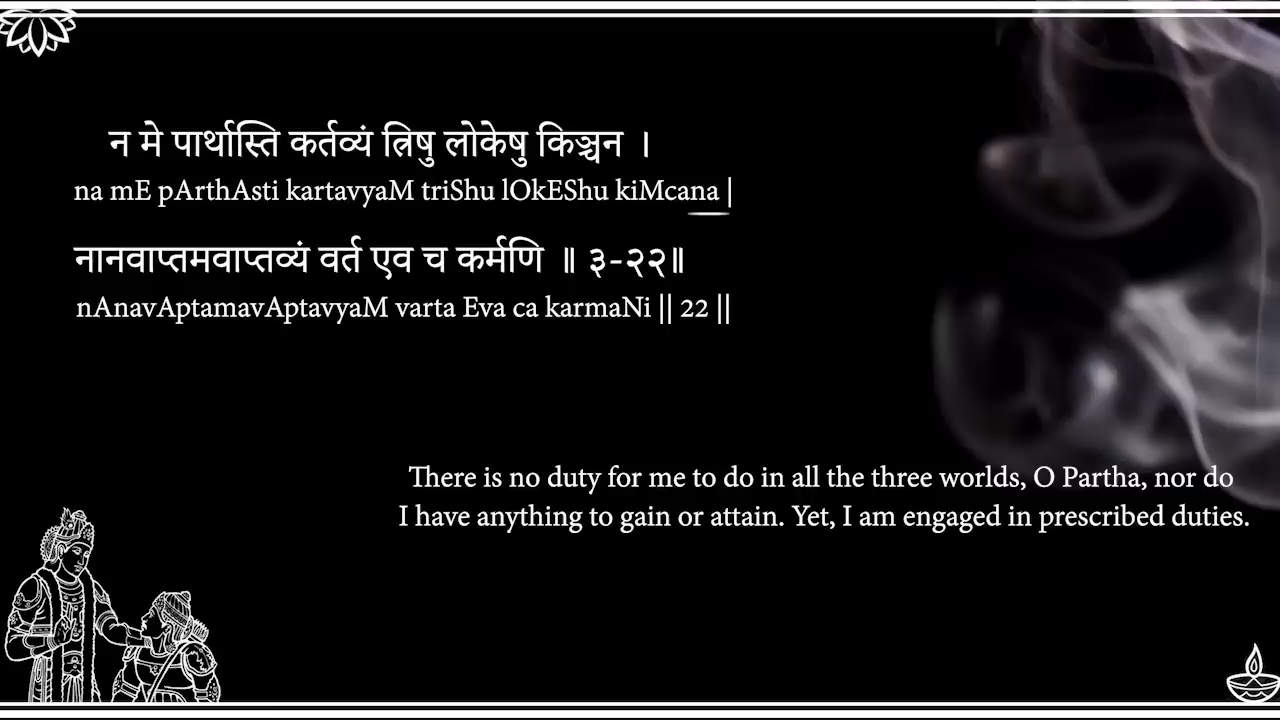 न मे पार्थास्ति कर्तव्यं त्रिषु लोकेषु किञ्चन ।
na mE pArthAsti kartavyaM triShu lOkEShu kiMcana |
नानवाप्तमवाप्तव्यं वर्त एव च कर्मणि ॥ ३-२२॥
nAnavAptamavAptavyaM varta Eva ca karmaNi || 22 ||
There is no duty for me to do in all the three worlds, O Partha, nor do
I have anything to gain or attain. Yet, I am engaged in prescribed duties.